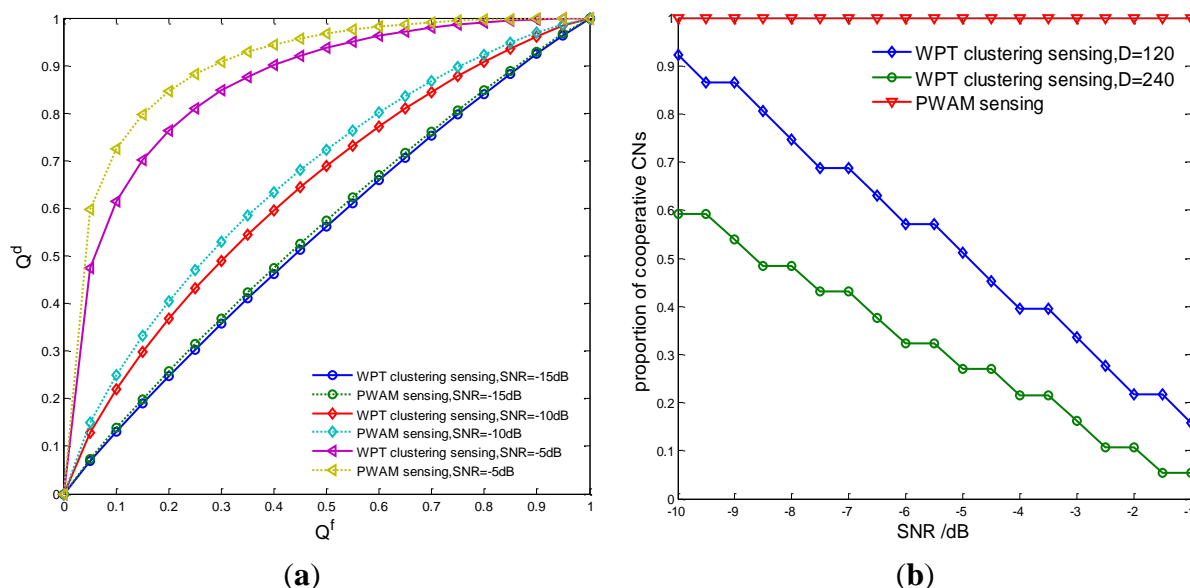 1
0.9
0.8
0.7
0.6
0.5
0.4
0.3
0.2
0.1
0
Q^d
WPT clustering sensing,SNR=-15dB
PWAM sensing,SNR=-15dB
WPT clustering sensing,SNR=-10dB
PWAM sensing,SNR=-10dB
WPT clustering sensing,SNR=-5dB
PWAM sensing,SNR=-5dB
0 0.1 0.2 0.3 0.4 0.5 0.6 0.7 0.8 0.9 1
Q^f
(a)
1
0.9
0.8
0.7
0.6
0.5
0.4
0.3
0.2
0.1
0
proportion of cooperative CNs
WPT clustering sensing,D=120
WPT clustering sensing,D=240
PWAM sensing
-10 -9 -8 -7 -6 -5 -4 -3 -2
SNR /dB
(b)